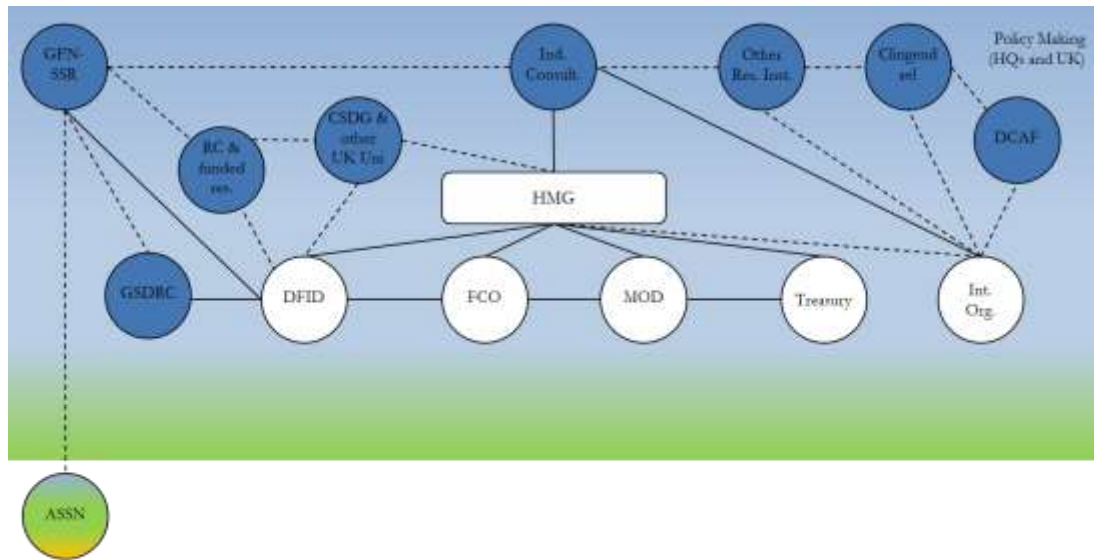 GFN-
SSR
Ind.
Consult.
Other
Res. Inst.
Clingend
ael
Policy Making
(HQs and UK)
CSDG &
other
UK Uni
DCAF
RC &
funded
res.
HMG
GSDRC
DFID
FCO
MOD
Treasury
Int.
Org.
ASSN